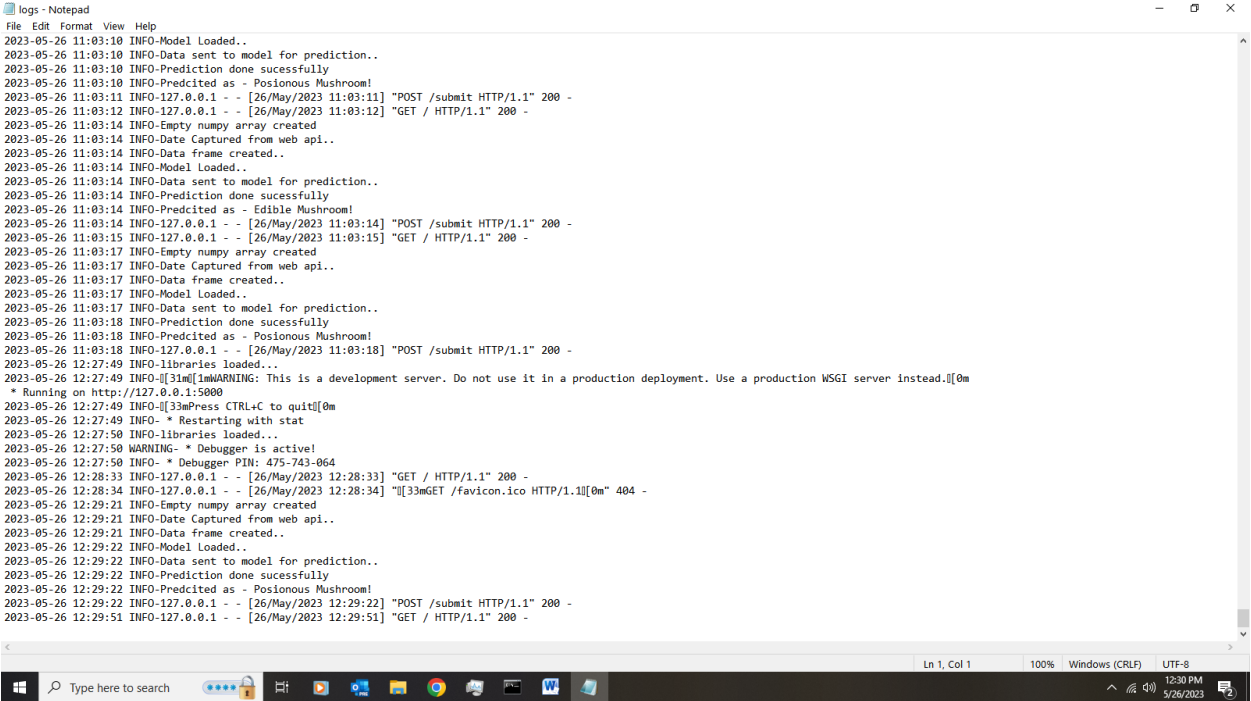 logs - Notepad
File Edit Format View Help
2023-05-26 11:03:10 INFO-Model Loaded..
2023-05-26 11:03:10 INFO-Data sent to model for prediction..
2023-05-26 11:03:10 INFO-Prediction done sucessfully
2023-05-26 11:03:10 INFO-Predcited as - Posionous Mushroom!
2023-05-26 11:03:11 INFO-127.0.0.1 - - [26/May/2023 11:03:11] "POST /submit HTTP/1.1" 200 -
2023-05-26 11:03:12 INFO-127.0.0.1 - - [26/May/2023 11:03:12] "GET / HTTP/1.1" 200 -
2023-05-26 11:03:14 INFO-Empty numpy array created
2023-05-26 11:03:14 INFO-Date Captured from web api..
2023-05-26 11:03:14 INFO-Data frame created..
2023-05-26 11:03:14 INFO-Model Loaded..
2023-05-26 11:03:14 INFO-Data sent to model for prediction..
2023-05-26 11:03:14 INFO-Prediction done sucessfully
2023-05-26 11:03:14 INFO-Predcited as - Edible Mushroom!
2023-05-26 11:03:14 INFO-127.0.0.1 - - [26/May/2023 11:03:14] "POST /submit HTTP/1.1" 200 -
2023-05-26 11:03:15 INFO-127.0.0.1 - - [26/May/2023 11:03:15] "GET / HTTP/1.1" 200 -
2023-05-26 11:03:17 INFO-Empty numpy array created
2023-05-26 11:03:17 INFO-Date Captured from web api..
2023-05-26 11:03:17 INFO-Data frame created..
2023-05-26 11:03:17 INFO-Model Loaded..
2023-05-26 11:03:17 INFO-Data sent to model for prediction..
2023-05-26 11:03:18 INFO-Prediction done sucessfully
2023-05-26 11:03:18 INFO-Predcited as - Posionous Mushroom!
2023-05-26 11:03:18 INFO-127.0.0.1 - - [26/May/2023 11:03:18] "POST /submit HTTP/1.1" 200 -
2023-05-26 12:27:49 INFO-libraries loaded...
2023-05-26 12:27:49 INFO-▯[31m▯[1mWARNING: This is a development server. Do not use it in a production deployment. Use a production WSGI server instead.▯[0m
 * Running on http://127.0.0.1:5000
2023-05-26 12:27:49 INFO-▯[33mPress CTRL+C to quit▯[0m
2023-05-26 12:27:49 INFO- * Restarting with stat
2023-05-26 12:27:50 INFO-libraries loaded...
2023-05-26 12:27:50 WARNING- * Debugger is active!
2023-05-26 12:27:50 INFO- * Debugger PIN: 475-743-064
2023-05-26 12:28:33 INFO-127.0.0.1 - - [26/May/2023 12:28:33] "GET / HTTP/1.1" 200 -
2023-05-26 12:28:34 INFO-127.0.0.1 - - [26/May/2023 12:28:34] "▯[33mGET /favicon.ico HTTP/1.1▯[0m" 404 -
2023-05-26 12:29:21 INFO-Empty numpy array created
2023-05-26 12:29:21 INFO-Date Captured from web api..
2023-05-26 12:29:21 INFO-Data frame created..
2023-05-26 12:29:22 INFO-Model Loaded..
2023-05-26 12:29:22 INFO-Data sent to model for prediction..
2023-05-26 12:29:22 INFO-Prediction done sucessfully
2023-05-26 12:29:22 INFO-Predcited as - Posionous Mushroom!
2023-05-26 12:29:22 INFO-127.0.0.1 - - [26/May/2023 12:29:22] "POST /submit HTTP/1.1" 200 -
2023-05-26 12:29:51 INFO-127.0.0.1 - - [26/May/2023 12:29:51] "GET / HTTP/1.1" 200 -
Ln 1, Col 1 100% Windows (CRLF) UTF-8
Type here to search
12:30 PM
5/26/2023
2